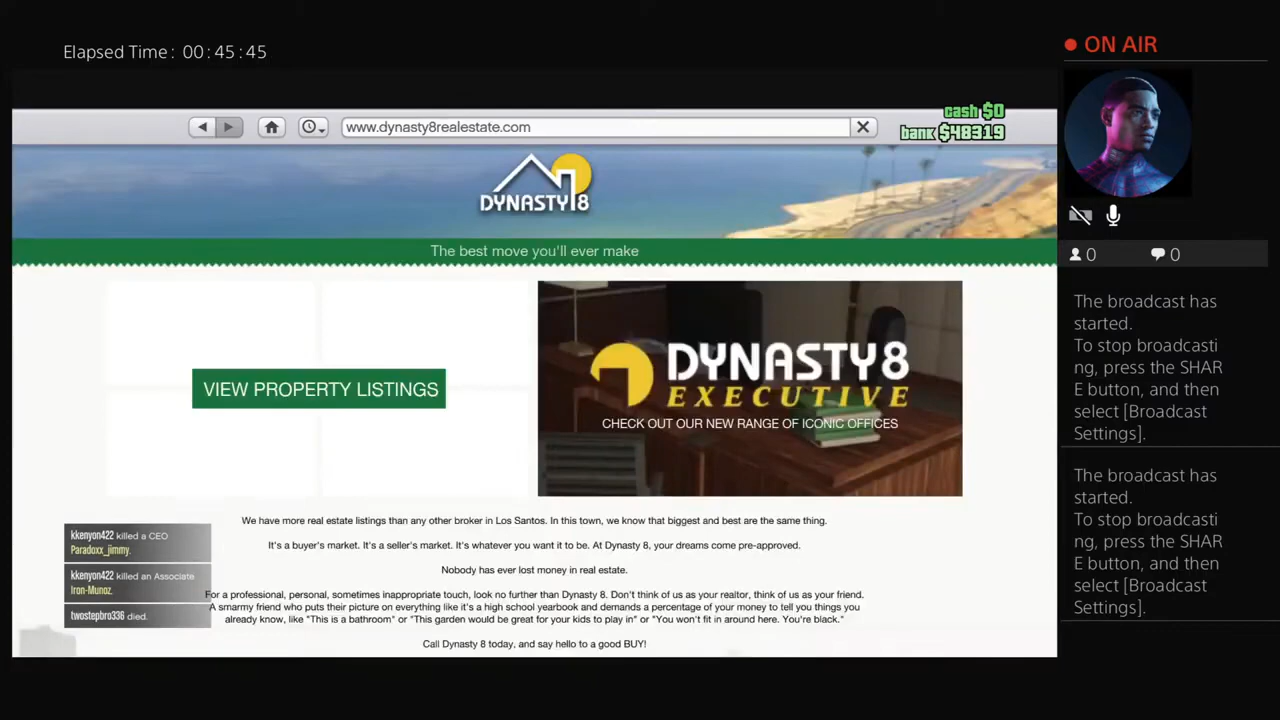 Elapsed Time: 00:45:45
ON AIR
cash $0
www.dynasty8realestate.com
bank $48319
DYNASTY8
The best move you'll ever make
0 0
VIEW PROPERTY LISTINGS
DYNASTY8
EXECUTIVE
CHECK OUT OUR NEW RANGE OF ICONIC OFFICES
We have more real estate listings than any other broker in Los Santos. In this town, we know that biggest and best are the same thing.
It's a buyer's market. It's a seller's market. It's whatever you want it to be. At Dynasty 8, your dreams come pre-approved.
Nobody has ever lost money in real estate.
For a professional, personal, sometimes inappropriate touch, look no further than Dynasty 8. Don't think of us as your realtor, think of us as your friend.
A smarmy friend who puts their picture on everything like it's a high school yearbook and demands a percentage of your money to tell you things you
already know, like "This is a bathroom" or "This garden would be great for your kids to play in" or "You won't fit in around here. You're black."
Call Dynasty 8 today, and say hello to a good BUY!
kkenyon422 killed a CEO
Paradoxx_jimmy.
kkenyon422 killed an Associate
Iron-Munoz.
twostepbro336 died.
The broadcast has
started.
To stop broadcasti
ng, press the SHAR
E button, and then
select [Broadcast
Settings].
The broadcast has
started.
To stop broadcasti
ng, press the SHAR
E button, and then
select [Broadcast
Settings].